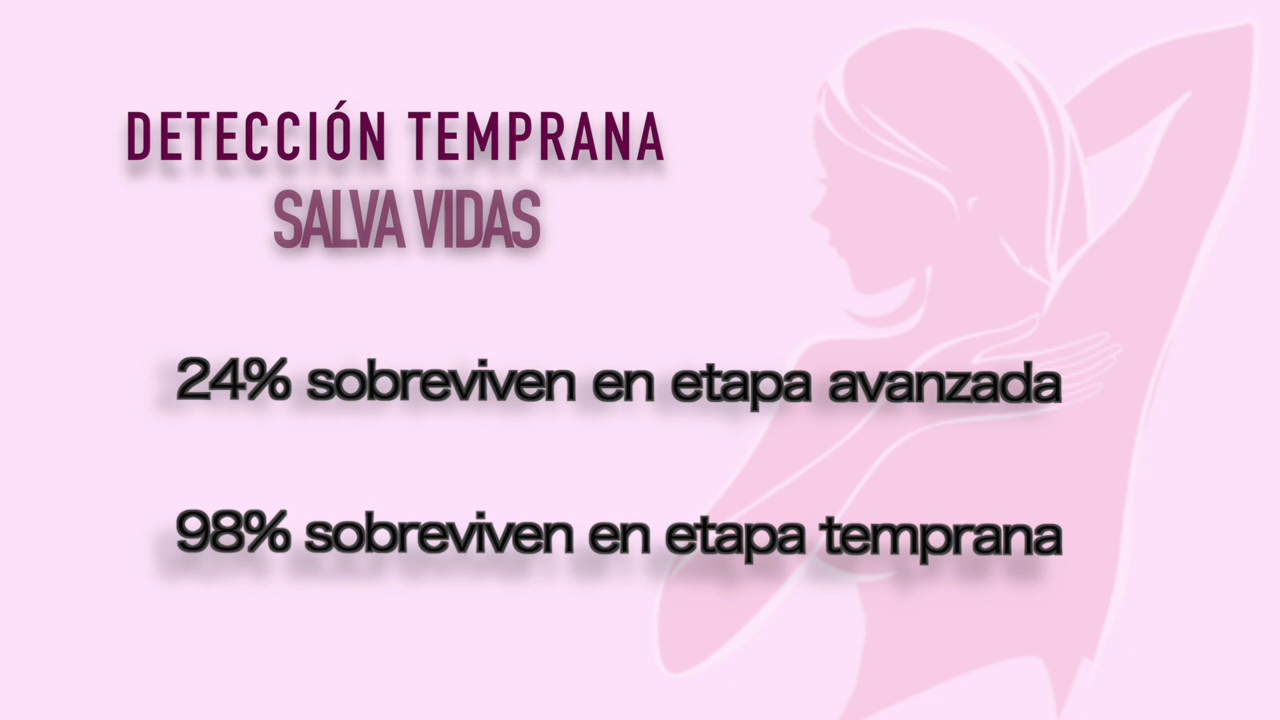 DETECCIÓN TEMPRANA
SALVA VIDAS
24% sobreviven en etapa avanzada
98% sobreviven en etapa temprana